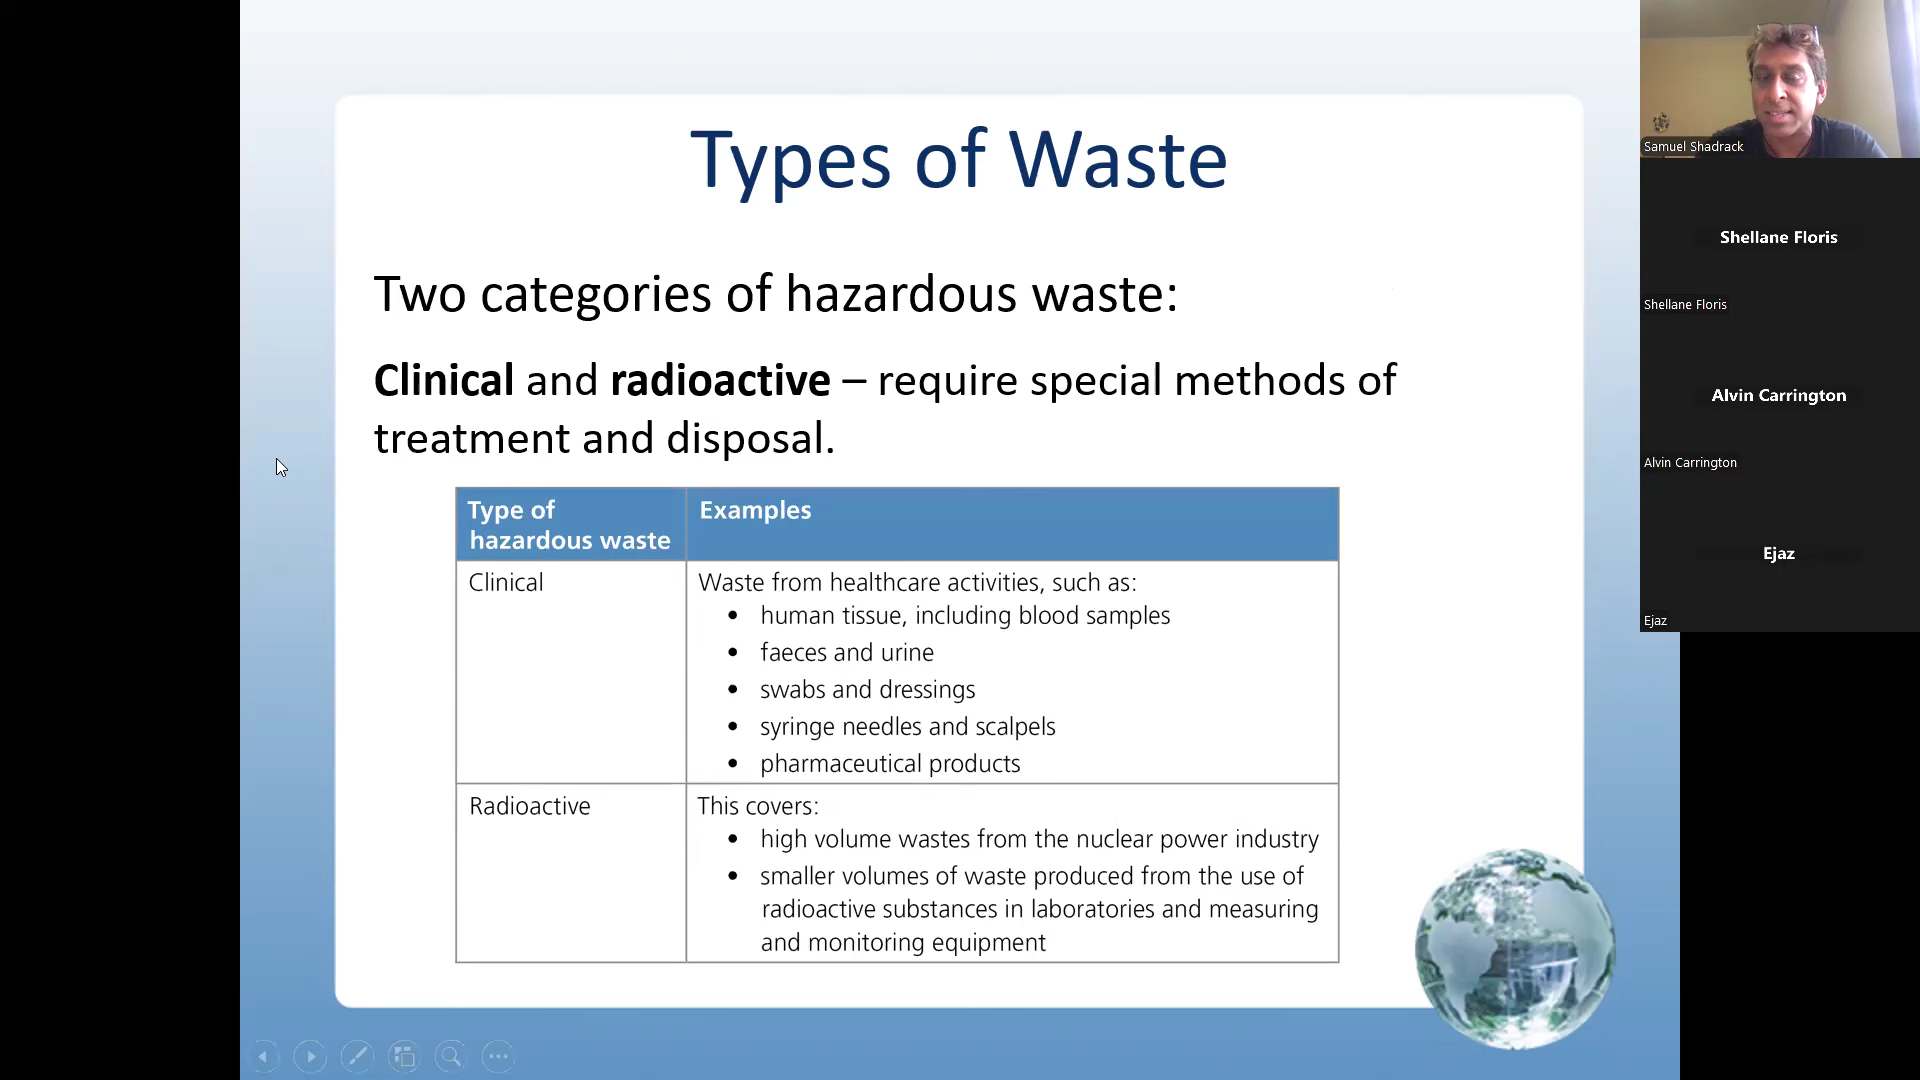 Types of Waste
Two categories of hazardous waste:
Clinical and radioactive – require special methods of
treatment and disposal.
Type of
hazardous waste
Examples
Clinical
Waste from healthcare activities, such as:
• human tissue, including blood samples
• faeces and urine
• swabs and dressings
• syringe needles and scalpels
• pharmaceutical products
Radioactive
This covers:
• high volume wastes from the nuclear power industry
• smaller volumes of waste produced from the use of
radioactive substances in laboratories and measuring
and monitoring equipment
Samuel Shadrack
Shellane Floris
Shellane Floris
Alvin Carrington
Alvin Carrington
Ejaz
Ejaz